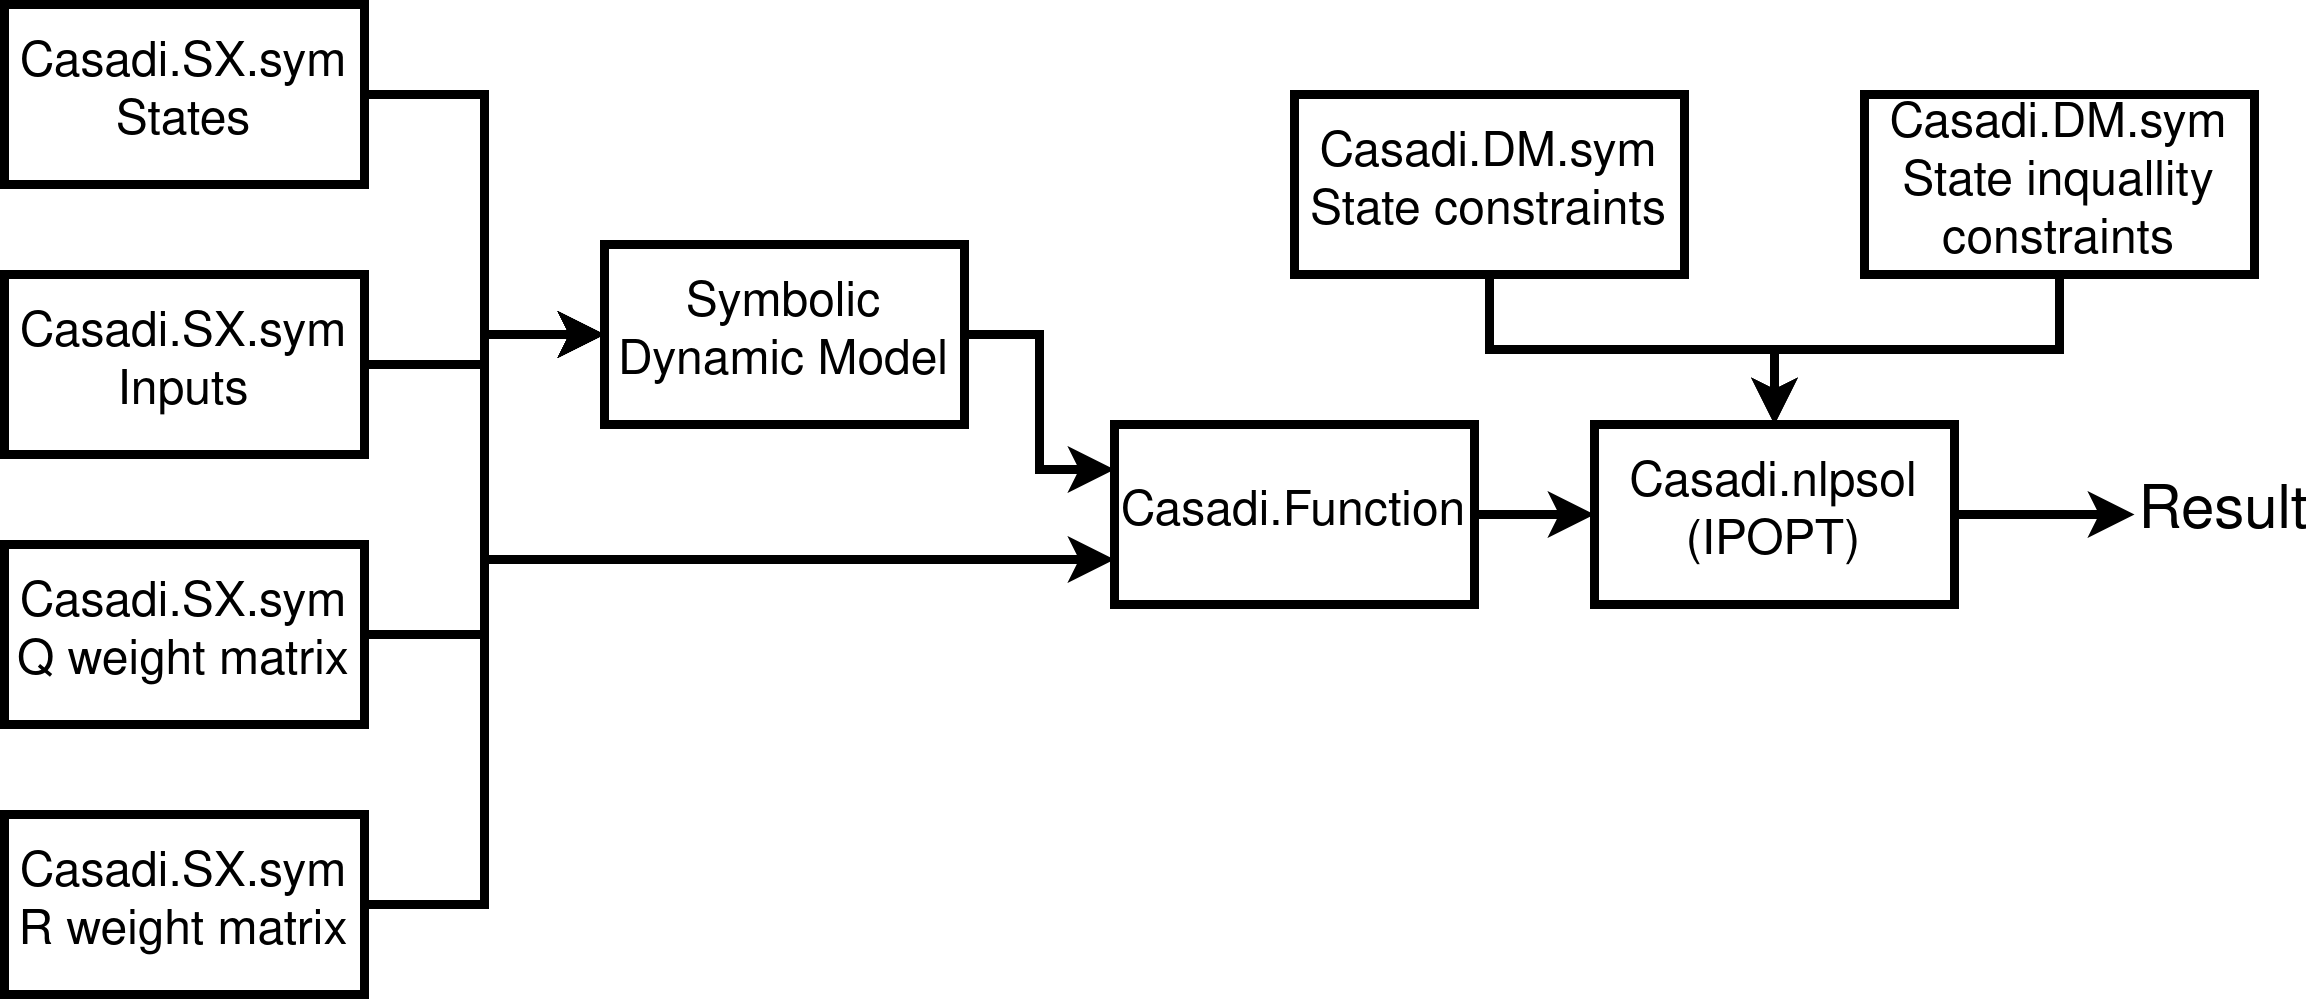 Casadi.SX.sym
States
Casadi.SX.sym
Inputs
Casadi.SX.sym
Q weight matrix
Casadi.SX.sym
R weight matrix
Symbolic
Dynamic Model
Casadi.Function
Casadi.DM.sym
State constraints
Casadi.DM.sym
State inquallity
constraints
Casadi.nlpsol
(IPOPT)
Result